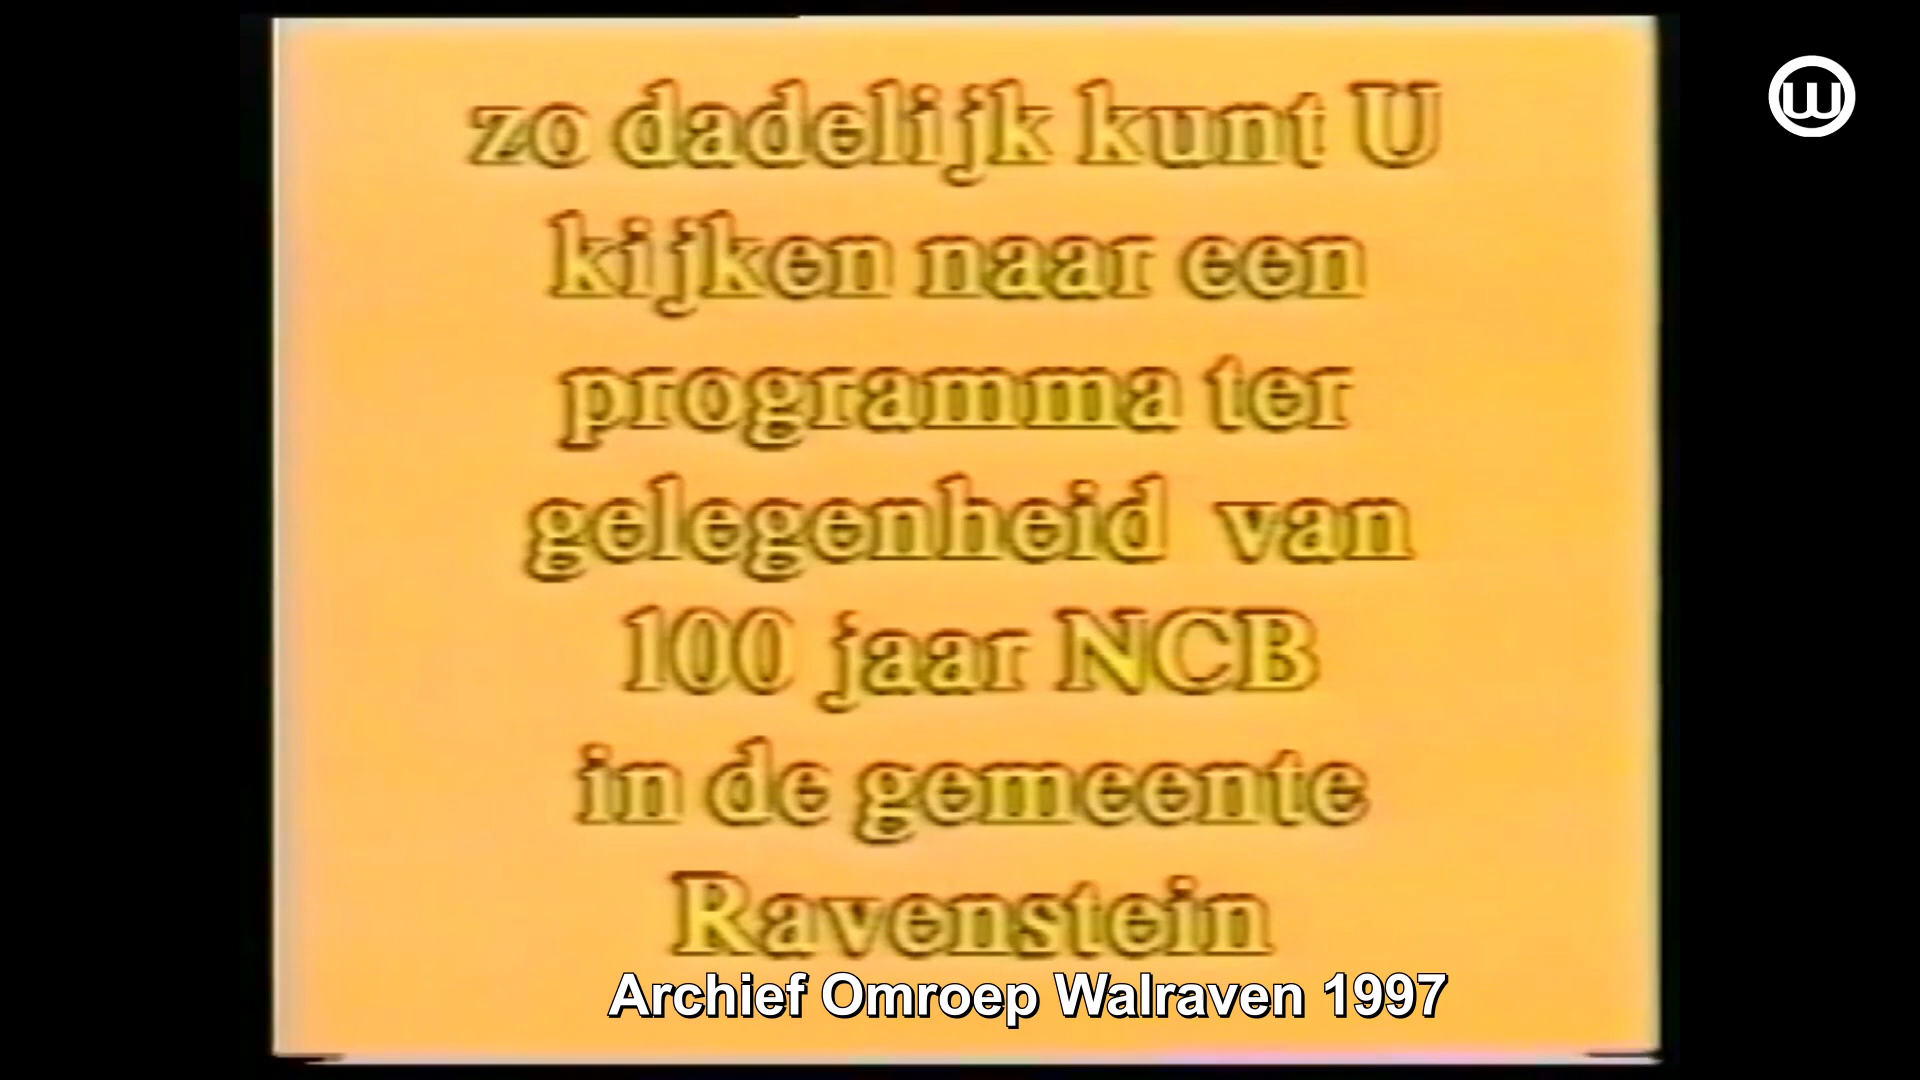 zo dadelijk kunt U
kijken naar een
programma ter
gelegenheid van
100 jaar NCB
in de gemeente
Ravenstein
Archief Omroep Walraven 1997
W